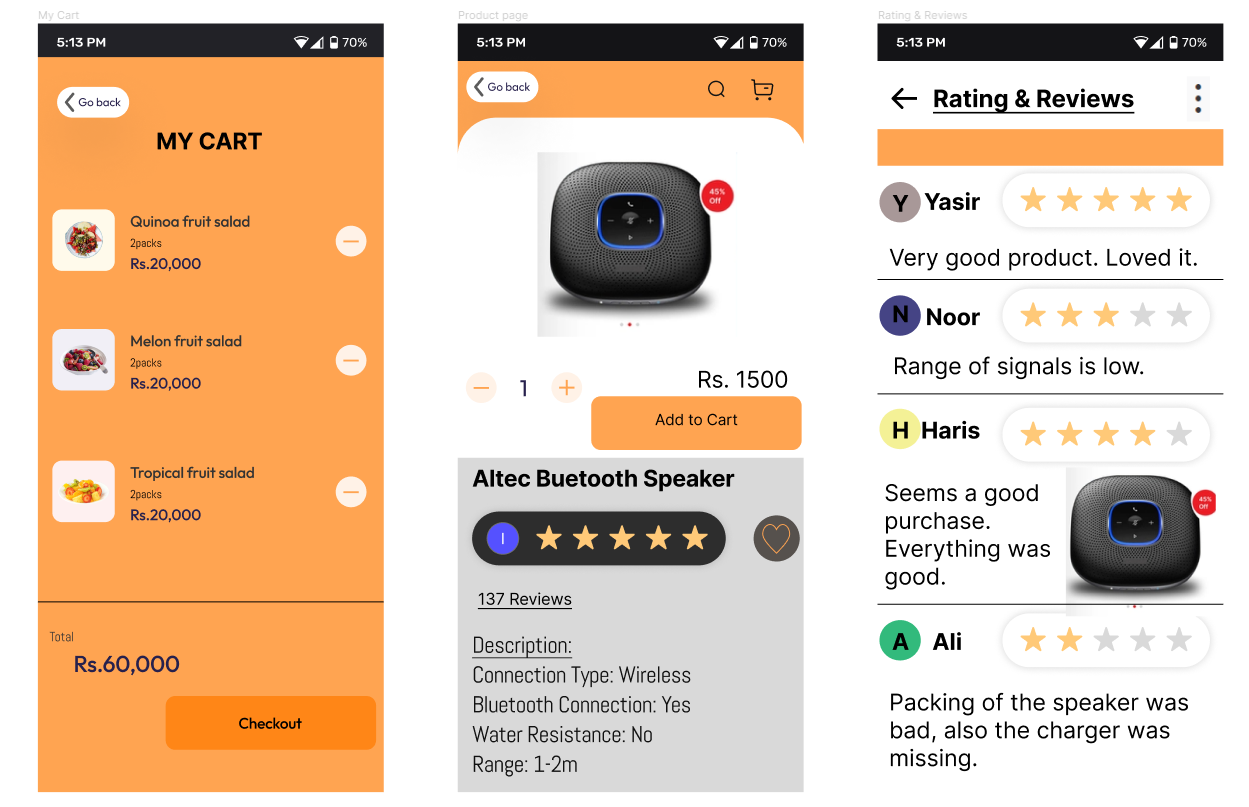 My Cart
5:13 PM
70%
Go back
MY CART
Quinoa fruit salad
2packs
Rs.20,000
Melon fruit salad
2packs
Rs.20,000
Tropical fruit salad
2packs
Rs.20,000
Total
Rs.60,000
Checkout
Product page
5:13 PM
70%
Go back
45%
Off
1
Rs. 1500
Add to Cart
Altec Buetooth Speaker
I
137 Reviews
Description:
Connection Type: Wireless
Bluetooth Connection: Yes
Water Resistance: No
Range: 1-2m
Rating & Reviews
5:13 PM
70%
Rating & Reviews
Y Yasir
Very good product. Loved it.
N Noor
Range of signals is low.
H Haris
Seems a good
purchase.
Everything was
good.
45%
Off
A Ali
Packing of the speaker was
bad, also the charger was
missing.